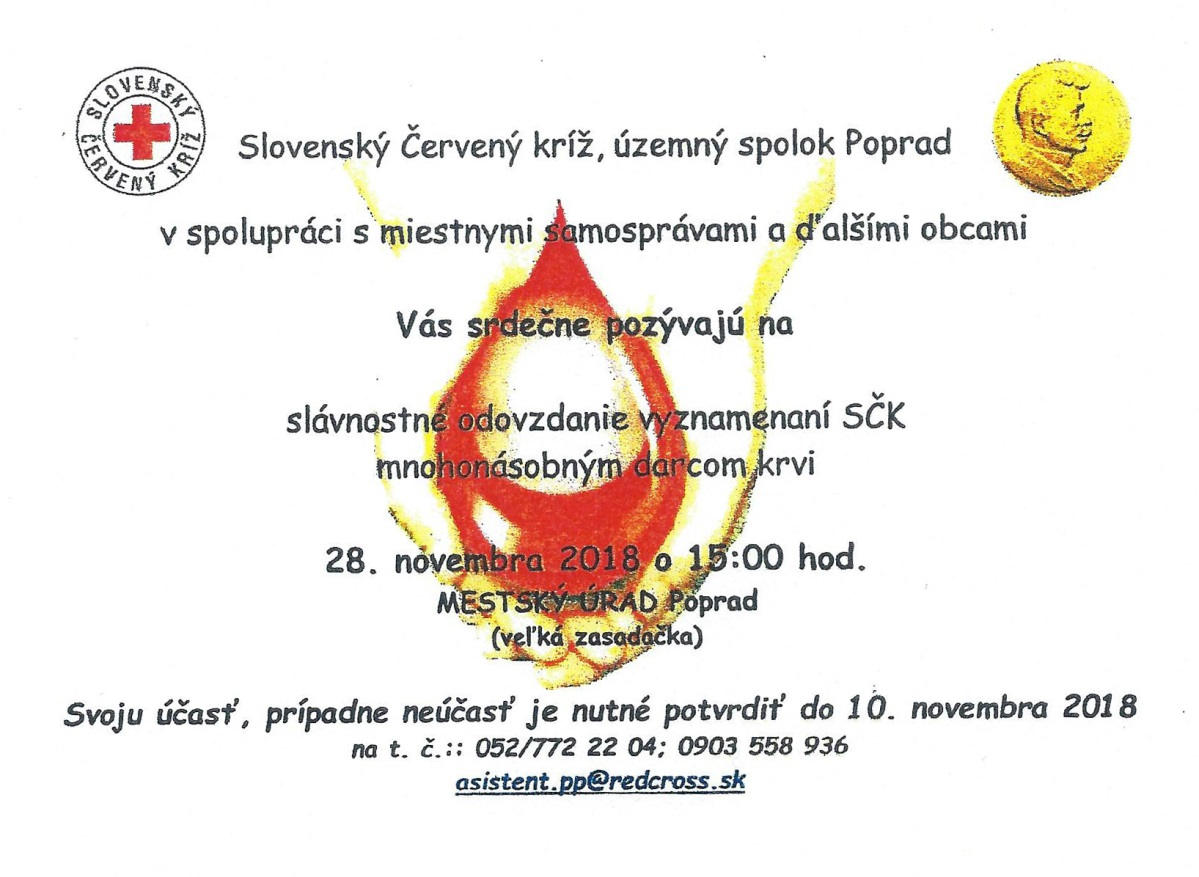 SLOVENSKÝ ČERVENÝ KRÍŽ
Slovenský Červený kríž, územný spolok Poprad
v spolupráci s miestnymi samosprávami a ďalšími obcami
Vás srdečne pozývajú na
slávnostné odovzdanie vyznamenaní SČK
mnohonásobným darcom krvi
28. novembra 2018 o 15:00 hod.
MESTSKÝ ÚRAD Poprad
(veľká zasadačka)
Svoju účasť, prípadne neúčasť je nutné potvrdiť do 10. novembra 2018
na t. č.:: 052/772 22 04; 0903 558 936
asistent.pp@redcross.sk